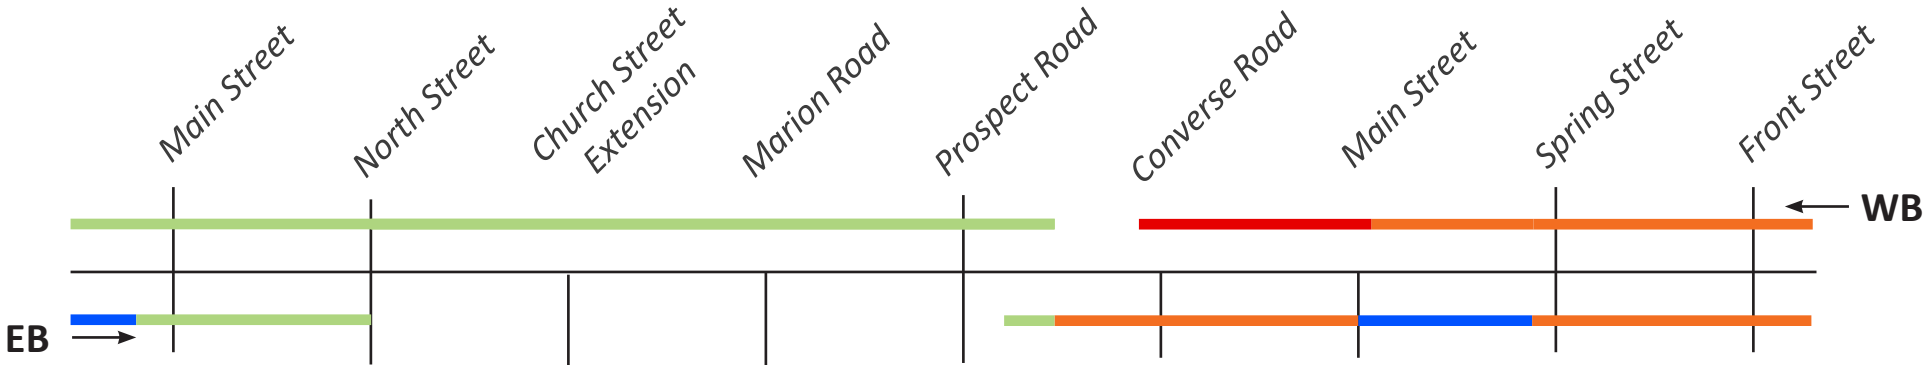 Main Street
North Street
Church Street
Extension
Marion Road
Prospect Road
Converse Road
Main Street
Spring Street
Front Street
WB
EB